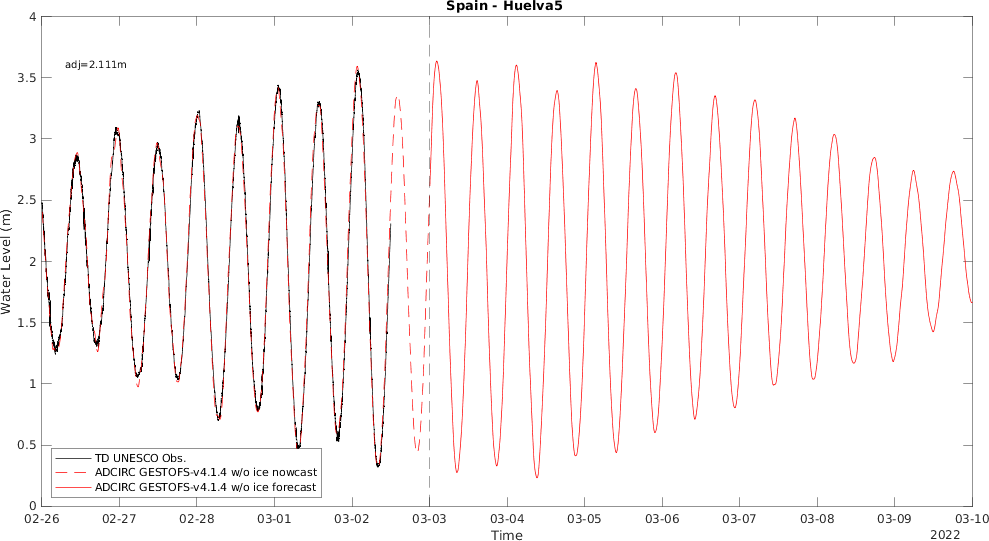 Spain - Huelva5
4
adj=2.111m
3.5
3
2.5
2
1.5
1
0.5
0
Water Level (m)
TD UNESCO Obs.
ADCIRC GESTOFS-v4.1.4 w/o ice nowcast
ADCIRC GESTOFS-v4.1.4 w/o ice forecast
02-26 02-27 02-28 03-01 03-02 03-03 03-04 03-05 03-06 03-07 03-08 03-09 03-10
Time
2022